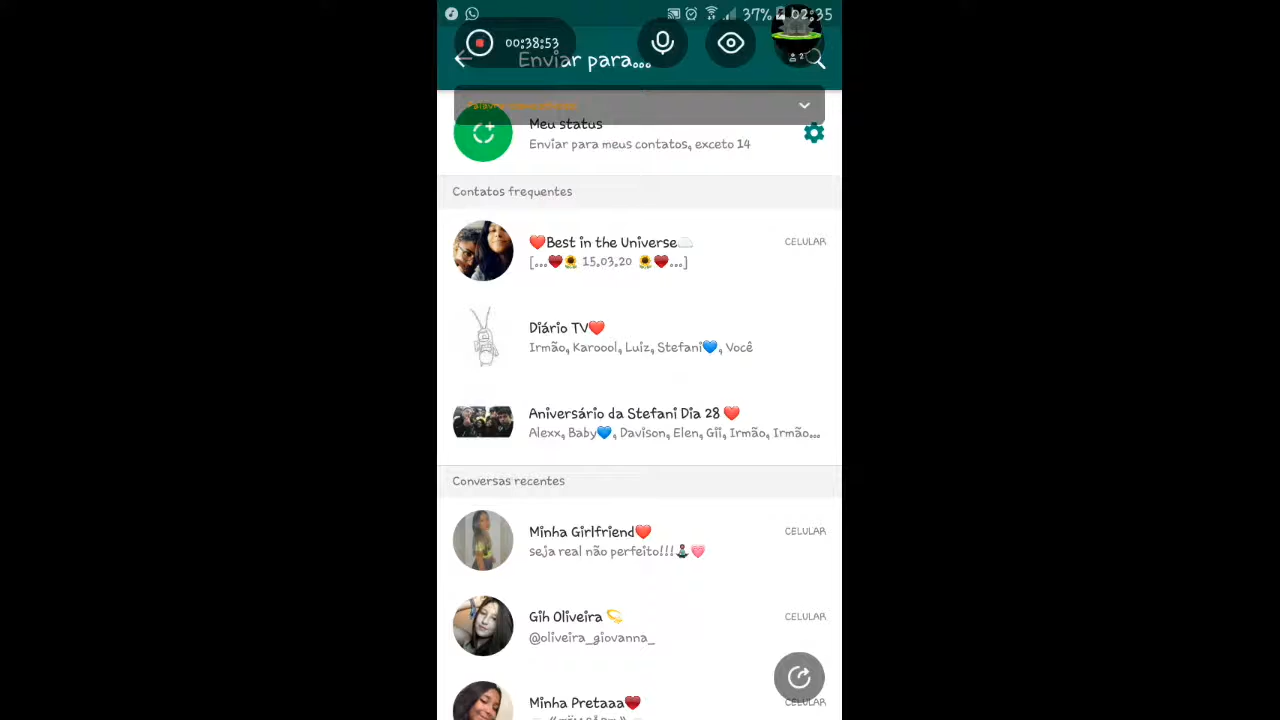 37% 02:35
00:38:53
Enviar para...
Meu status
Enviar para meus contatos, exceto 14
Contatos frequentes
❤️Best in the Universe☁️ CELULAR
[...❤️🌻 15.03.20 🌻❤️...]
Diário TV❤️
Irmão, Karoool, Luiz, Stefani💙, Você
Aniversário da Stefani Dia 28 ❤️
Alexx, Baby💙, Davison, Elen, Gii, Irmão, Irmão...
Conversas recentes
Minha Girlfriend❤️ CELULAR
seja real não perfeito!!!💗
Gih Oliveira 💫 CELULAR
@oliveira_giovanna_
Minha Pretaaa❤️ CELULAR